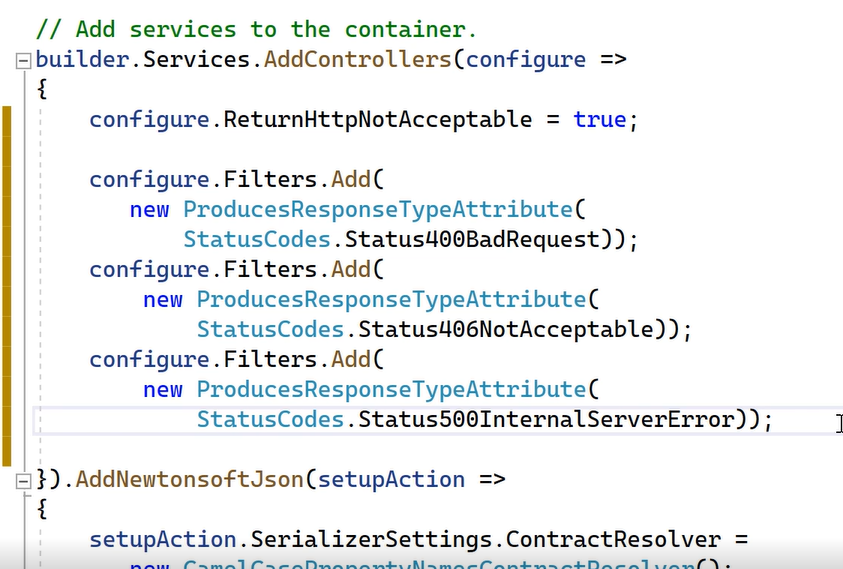 // Add services to the container.
builder.Services.AddControllers(configure =>
{
configure.ReturnHttpNotAcceptable = true;
configure.Filters.Add(
new ProducesResponseTypeAttribute(
StatusCodes.Status400BadRequest));
configure.Filters.Add(
new ProducesResponseTypeAttribute(
StatusCodes.Status406NotAcceptable));
configure.Filters.Add(
new ProducesResponseTypeAttribute(
StatusCodes.Status500InternalServerError));
}).AddNewtonsoftJson(setupAction =>
{
setupAction.SerializerSettings.ContractResolver =
new CamelCasePropertyNamesContractResolver();